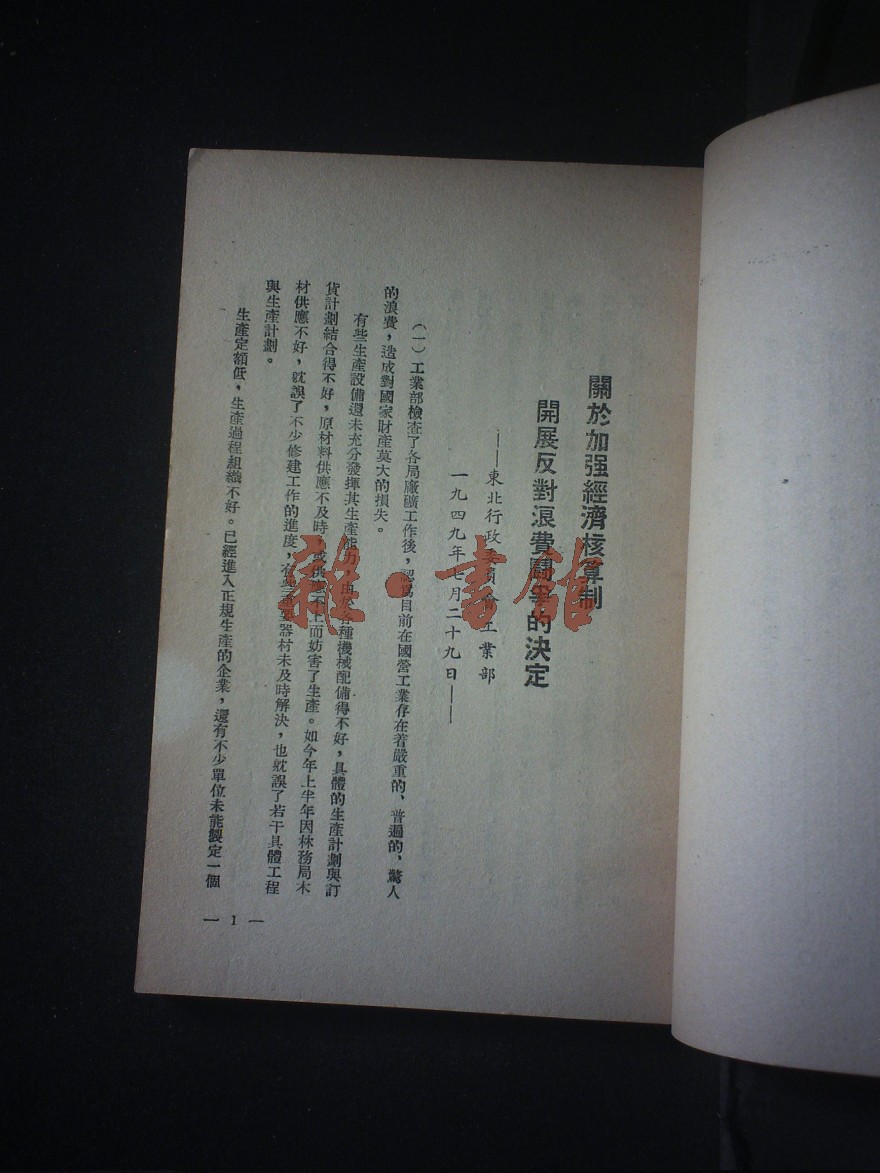 關於加强經濟核算制
開展反對浪費鬪爭的決定
——東北行政委員會工業部
一九四九年七月二十九日——
（一）工業部檢查了各局廠礦工作後，認爲目前在國營工業存在着嚴重的、普遍的、驚人
的浪費，造成對國家財產莫大的損失。
有些生產設備還未充分發揮其生產能力，由於各種機械配備得不好，具體的生產計劃與訂
貨計劃結合得不好，原材料供應不及時，或供應不上而妨害了生產。如今年上半年因林務局木
材供應不好，就誤了不少修建工作的進度，有些重要器材未及時解決，也就誤了若干具體工程
與生產計劃。
生產定額低，生產過程組織不好。已經進入正規生產的企業，還有不少單位未能製定一個
— 1 —
雜·書館